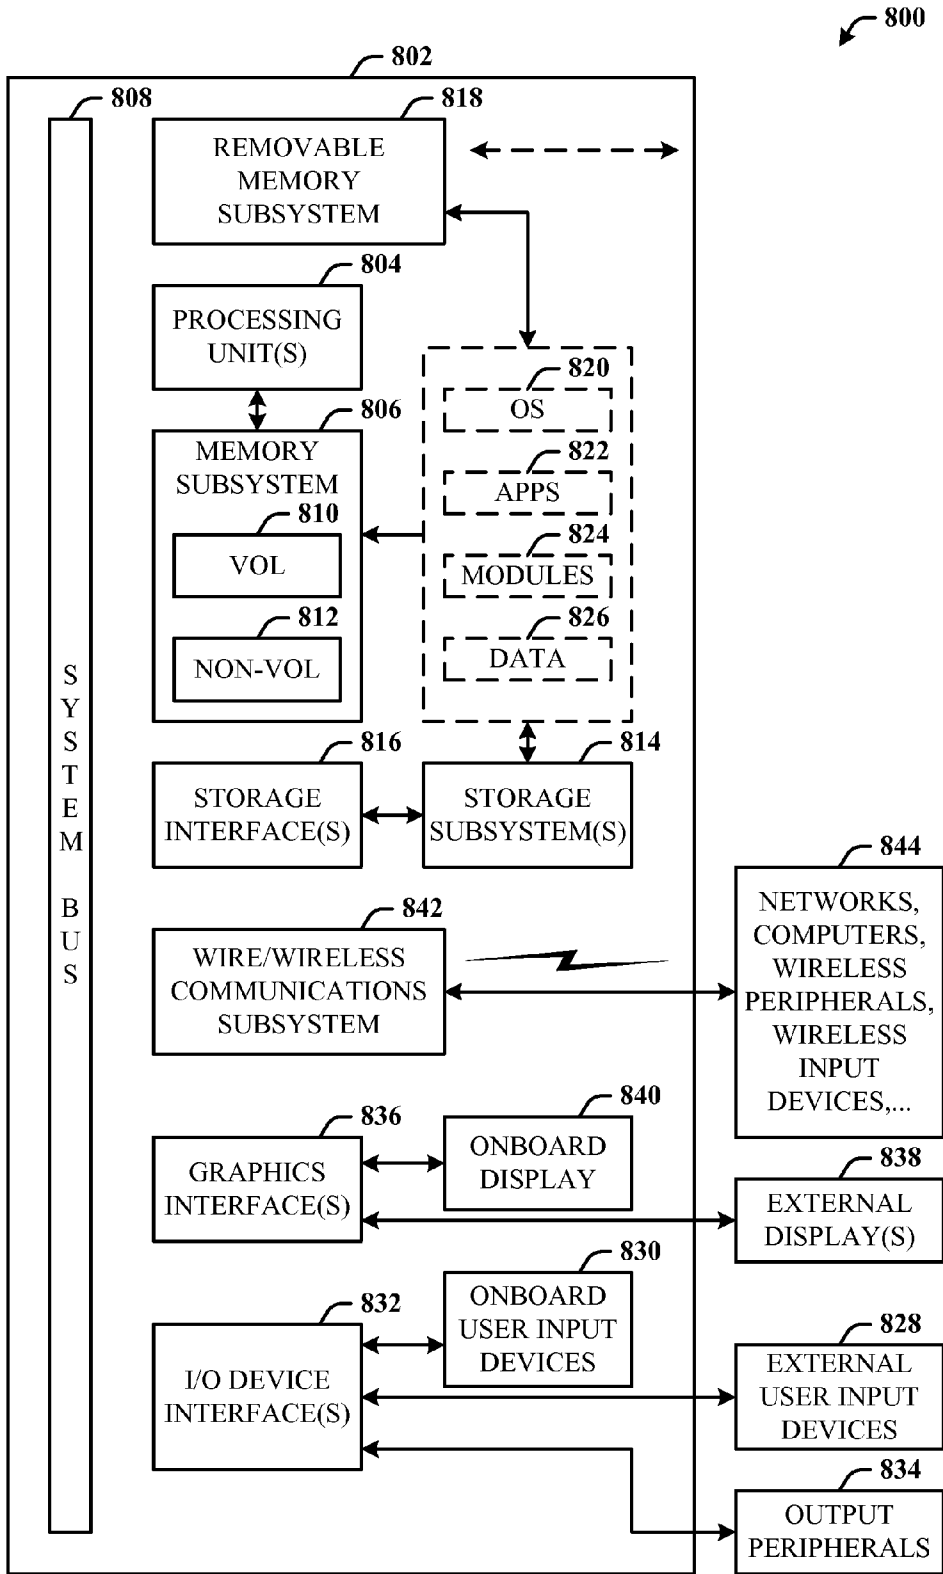 800
802
808
818
REMOVABLE
MEMORY
SUBSYSTEM
804
PROCESSING
UNIT(S)
806
MEMORY
SUBSYSTEM
810
VOL
812
NON-VOL
820
OS
822
APPS
824
MODULES
826
DATA
SYSTEM BUS
816
STORAGE
INTERFACE(S)
814
STORAGE
SUBSYSTEM(S)
842
WIRE/WIRELESS
COMMUNICATIONS
SUBSYSTEM
844
NETWORKS,
COMPUTERS,
WIRELESS
PERIPHERALS,
WIRELESS
INPUT
DEVICES,...
836
GRAPHICS
INTERFACE(S)
840
ONBOARD
DISPLAY
838
EXTERNAL
DISPLAY(S)
832
I/O DEVICE
INTERFACE(S)
830
ONBOARD
USER INPUT
DEVICES
828
EXTERNAL
USER INPUT
DEVICES
834
OUTPUT
PERIPHERALS